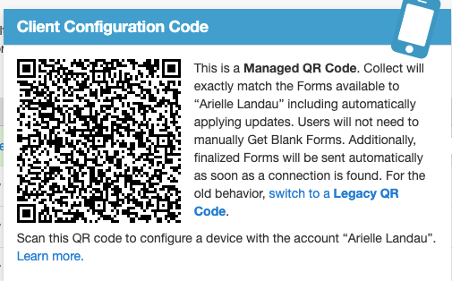 Client Configuration Code
This is a Managed QR Code. Collect will
exactly match the Forms available to
“Arielle Landau” including automatically
applying updates. Users will not need to
manually Get Blank Forms. Additionally,
finalized Forms will be sent automatically
as soon as a connection is found. For the
old behavior, switch to a Legacy QR
Code.
Scan this QR code to configure a device with the account “Arielle Landau”.
Learn more.